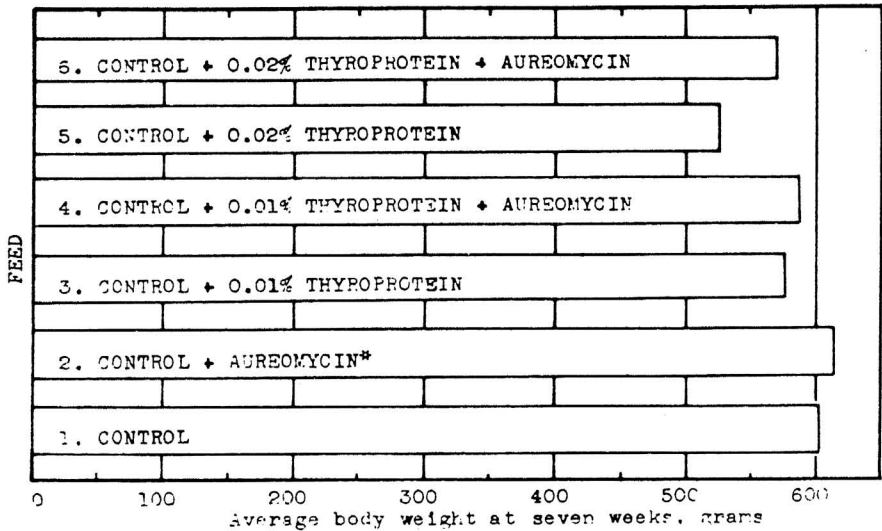 6. CONTROL + 0.02% THYROPROTEIN + AUREOMYCIN
5. CONTROL + 0.02% THYROPROTEIN
4. CONTROL + 0.01% THYROPROTEIN + AUREOMYCIN
3. CONTROL + 0.01% THYROPROTEIN
2. CONTROL + AUREOMYCIN*
1. CONTROL
FEED
0 100 200 300 400 500 600
Average body weight at seven weeks, grams